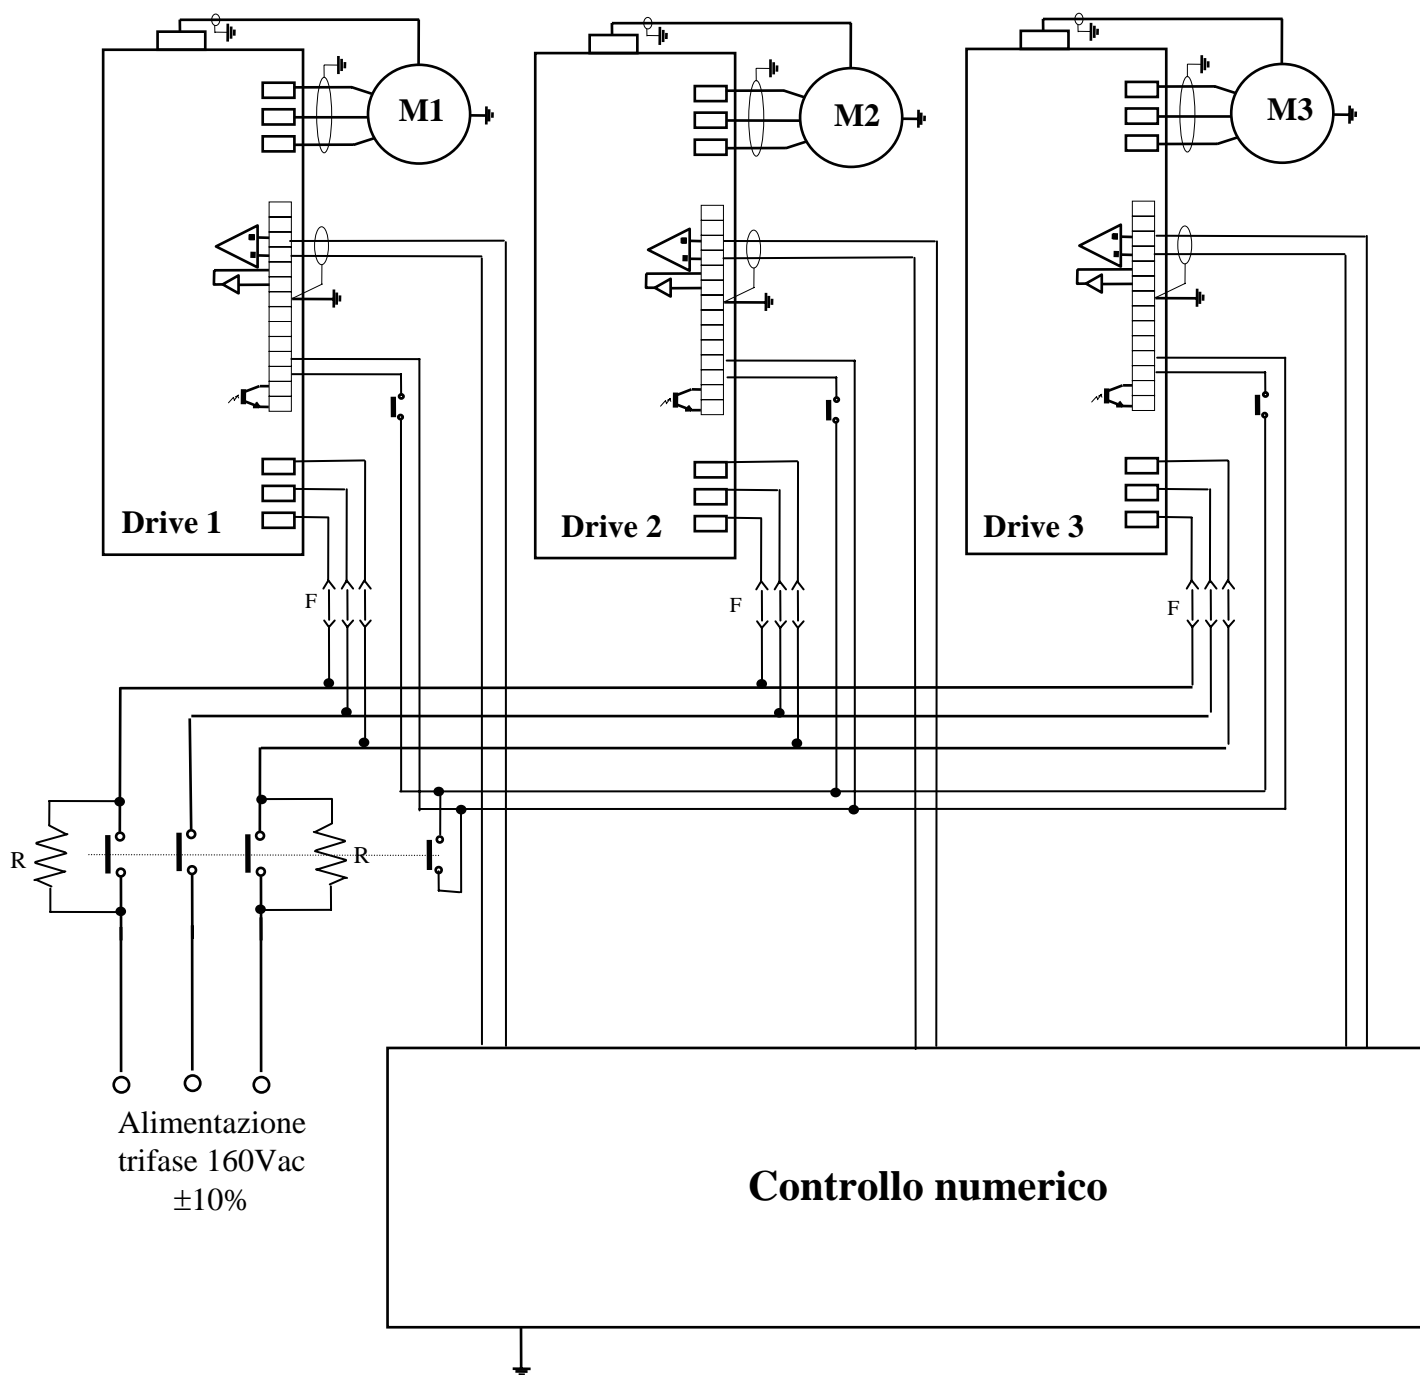 M1
M2
M3
Drive 1
Drive 2
Drive 3
F
F
F
R
R
Alimentazione
trifase 160Vac
±10%
Controllo numerico